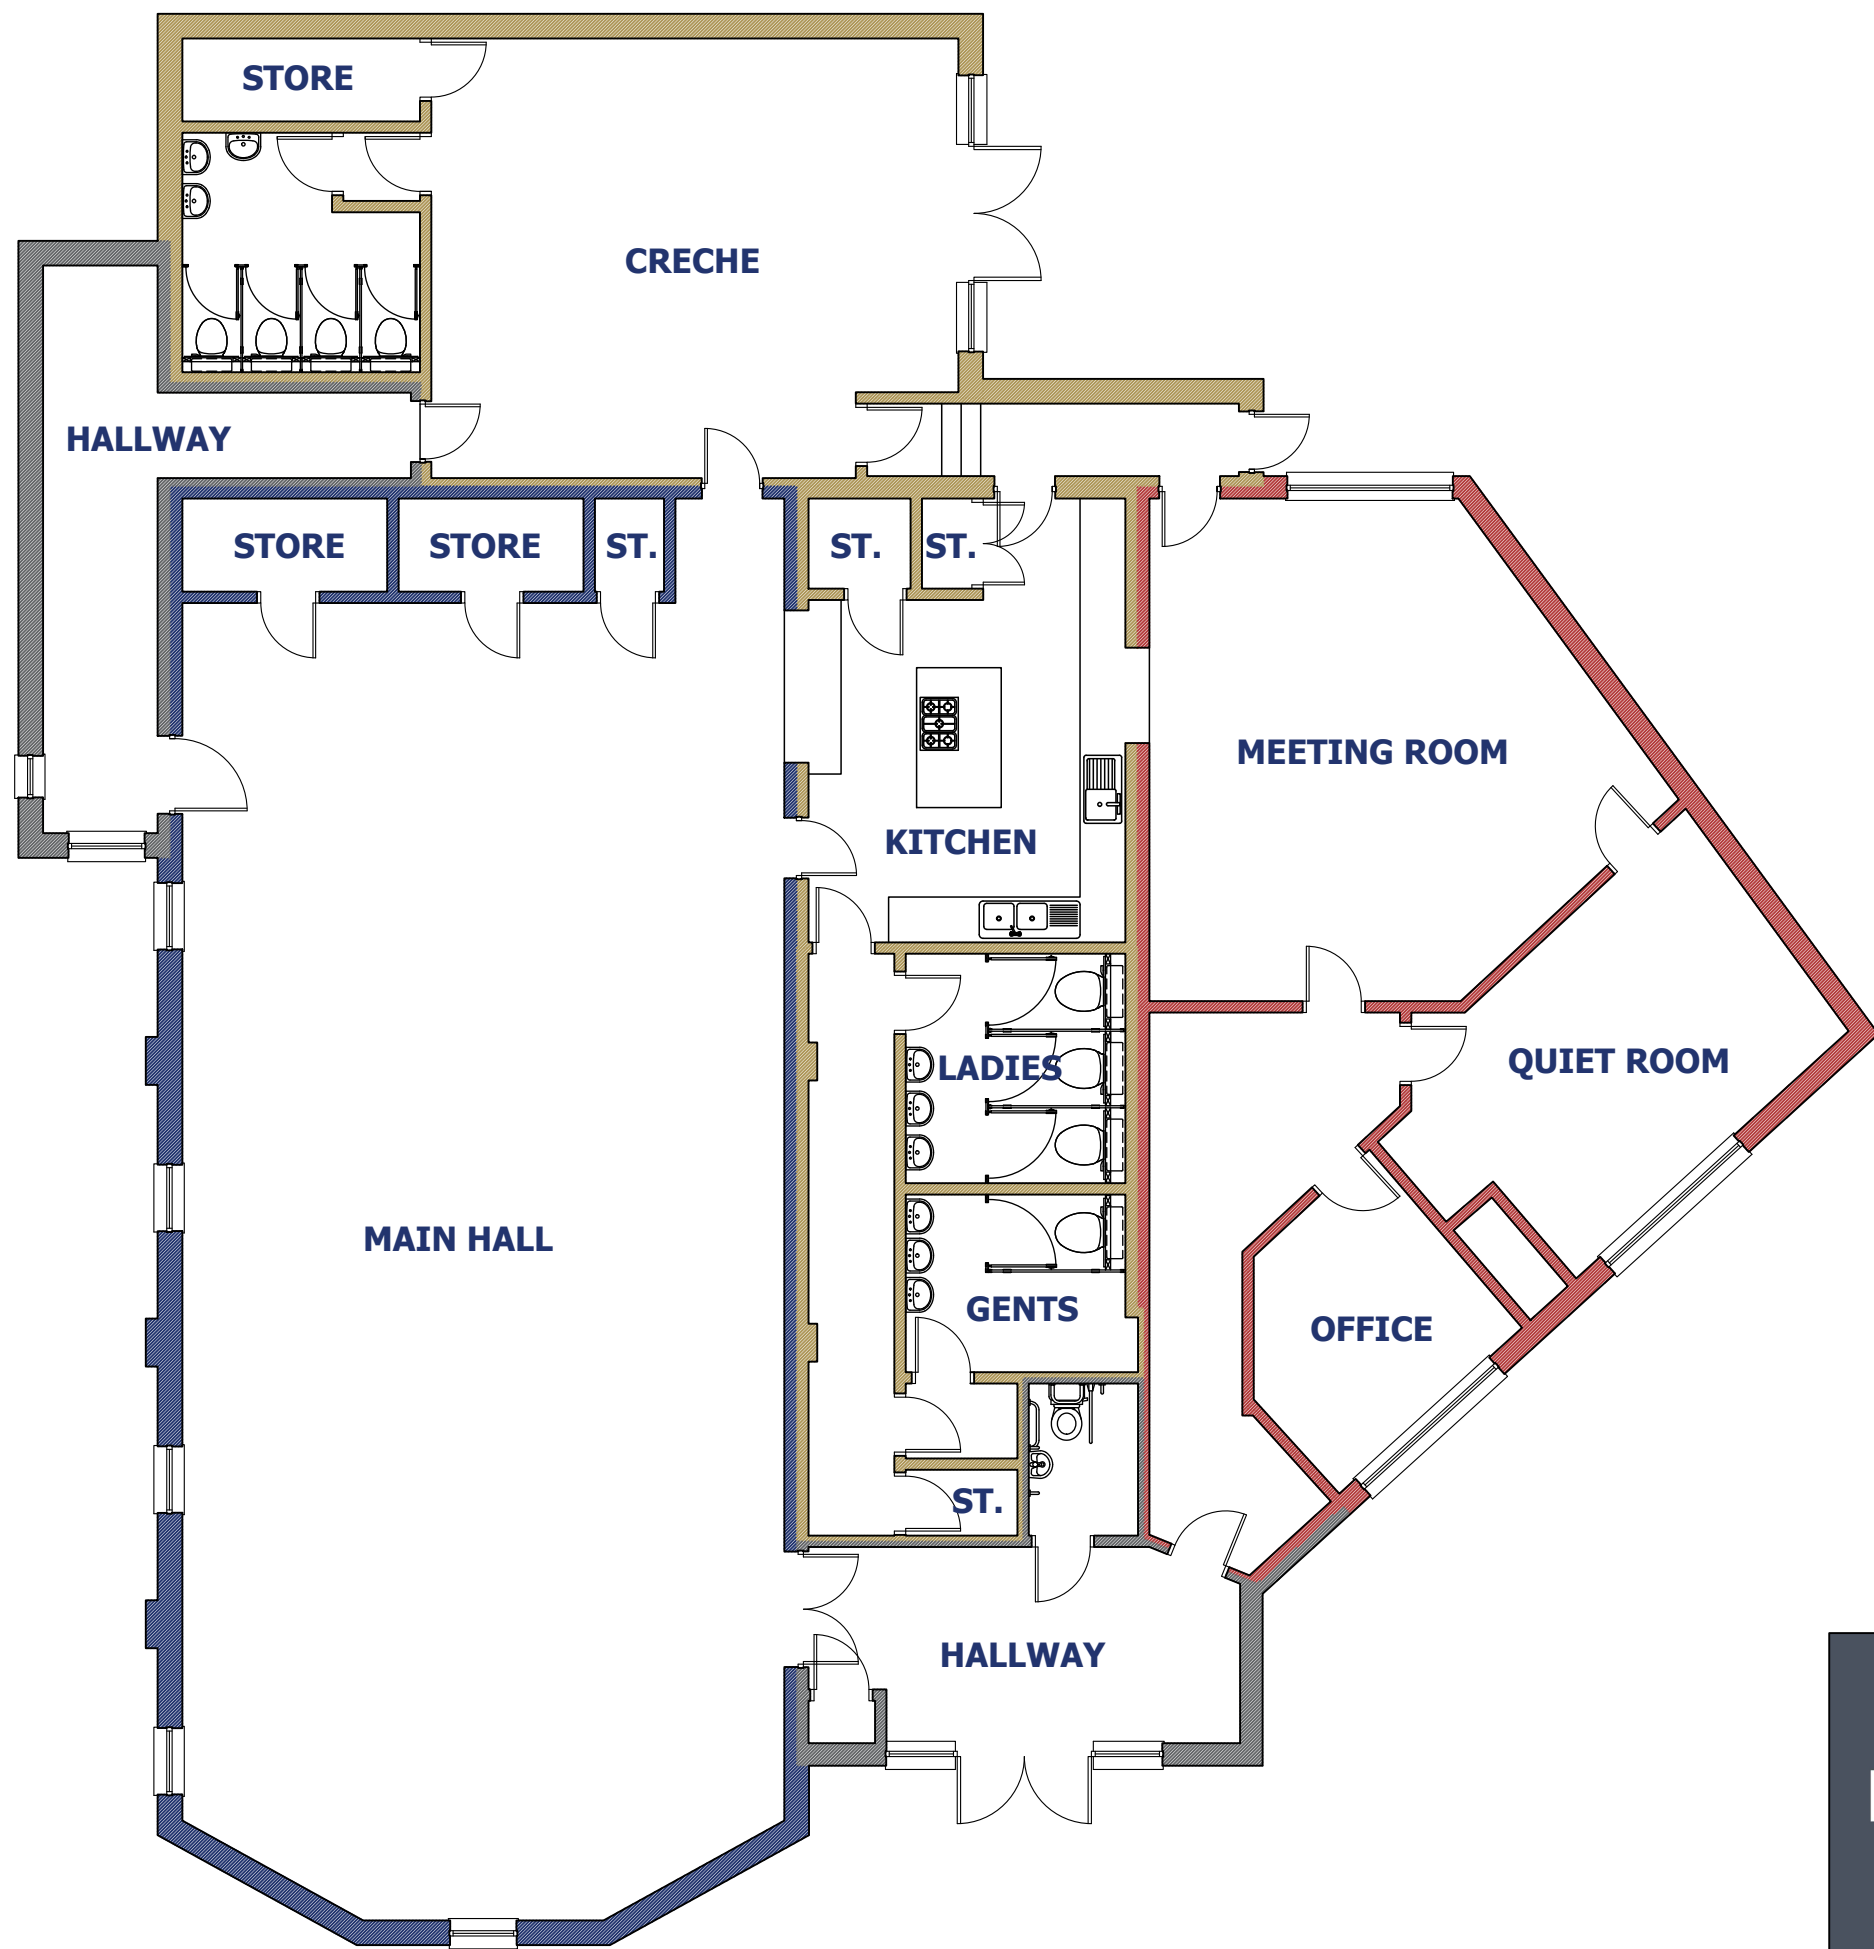 STORE
CRECHE
HALLWAY
STORE
STORE
ST.
ST.
ST.
MEETING ROOM
KITCHEN
LADIES
QUIET ROOM
MAIN HALL
GENTS
OFFICE
ST.
HALLWAY